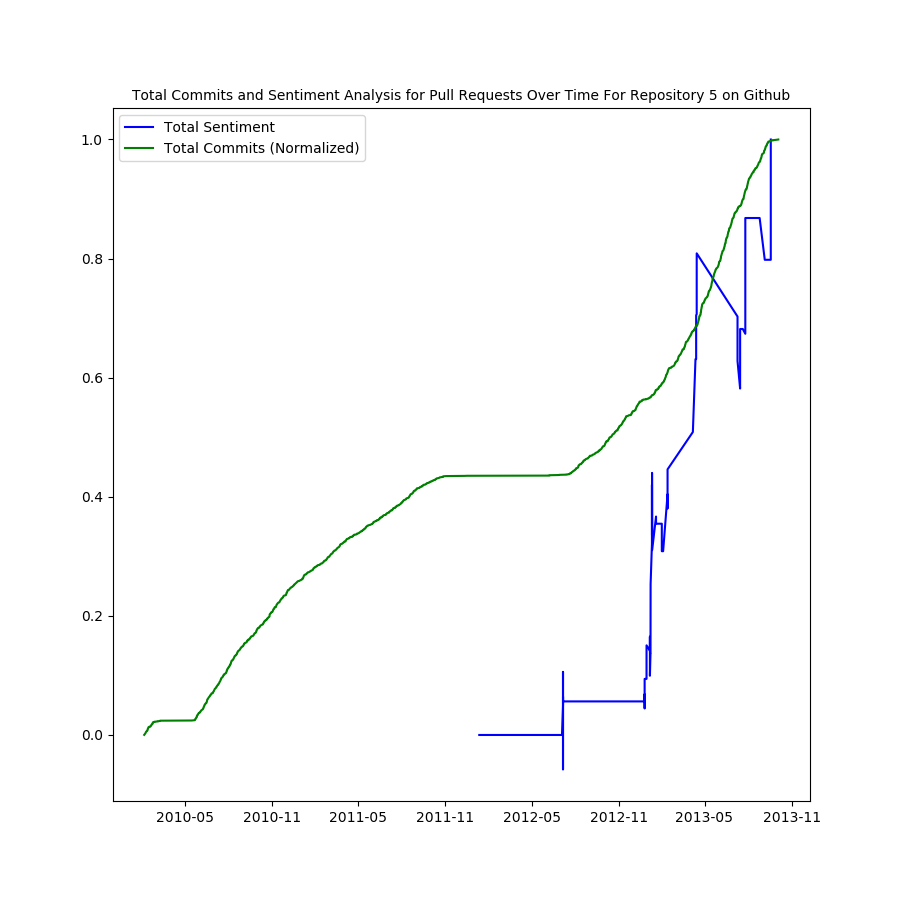 Total Commits and Sentiment Analysis for Pull Requests Over Time For Repository 5 on Github
Total Sentiment
Total Commits (Normalized)
1.0
0.8
0.6
0.4
0.2
0.0
2010-05 2010-11 2011-05 2011-11 2012-05 2012-11 2013-05 2013-11